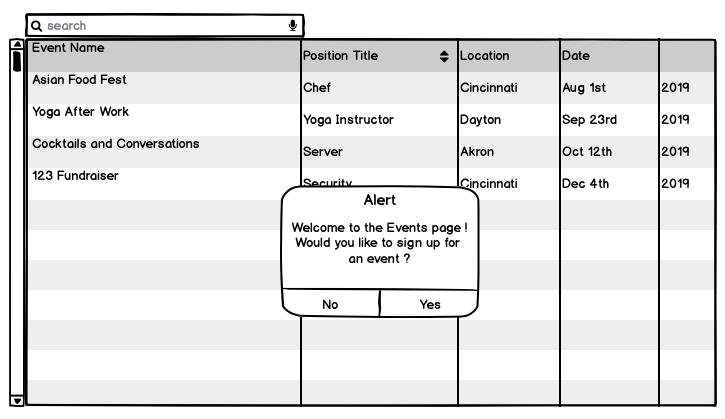 search
Event Name Position Title Location Date
Asian Food Fest Chef Cincinnati Aug 1st 2019
Yoga After Work Yoga Instructor Dayton Sep 23rd 2019
Cocktails and Conversations Server Akron Oct 12th 2019
123 Fundraiser Security Cincinnati Dec 4th 2019
Alert
Welcome to the Events page !
Would you like to sign up for
an event ?
No Yes